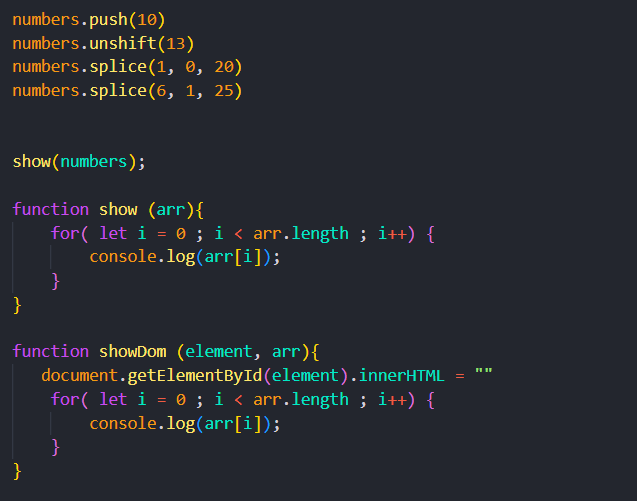 numbers.push(10)
numbers.unshift(13)
numbers.splice(1, 0, 20)
numbers.splice(6, 1, 25)
show(numbers);
function show (arr){
for( let i = 0 ; i < arr.length ; i++) {
console.log(arr[i]);
}
}
function showDom (element, arr){
document.getElementById(element).innerHTML = ""
for( let i = 0 ; i < arr.length ; i++) {
console.log(arr[i]);
}
}